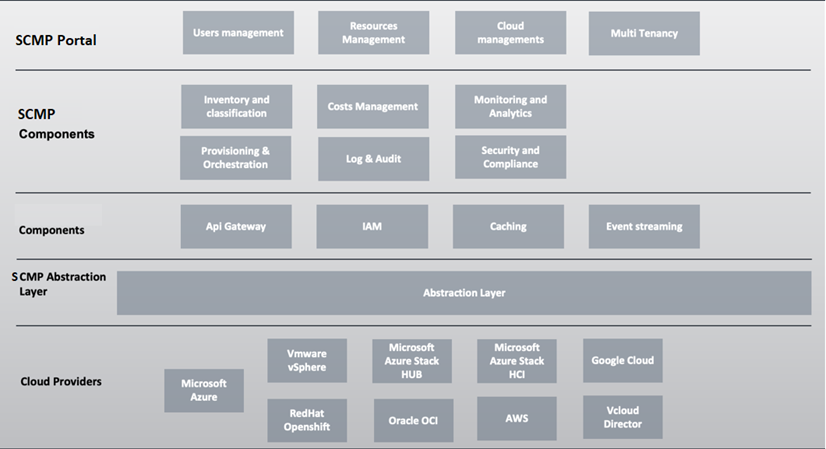 SCMP Portal
Users management
Resources
Management
Cloud
managements
Multi Tenancy
SCMP
Components
Inventory and
classification
Costs Management
Monitoring and
Analytics
Provisioning &
Orchestration
Log & Audit
Security and
Compliance
Components
Api Gateway
IAM
Caching
Event streaming
SCMP Abstraction
Layer
Abstraction Layer
Cloud Providers
Microsoft
Azure
Vmware
vSphere
Microsoft
Azure Stack
HUB
Microsoft
Azure Stack
HCI
Google Cloud
RedHat
Openshift
Oracle OCI
AWS
Vcloud
Director